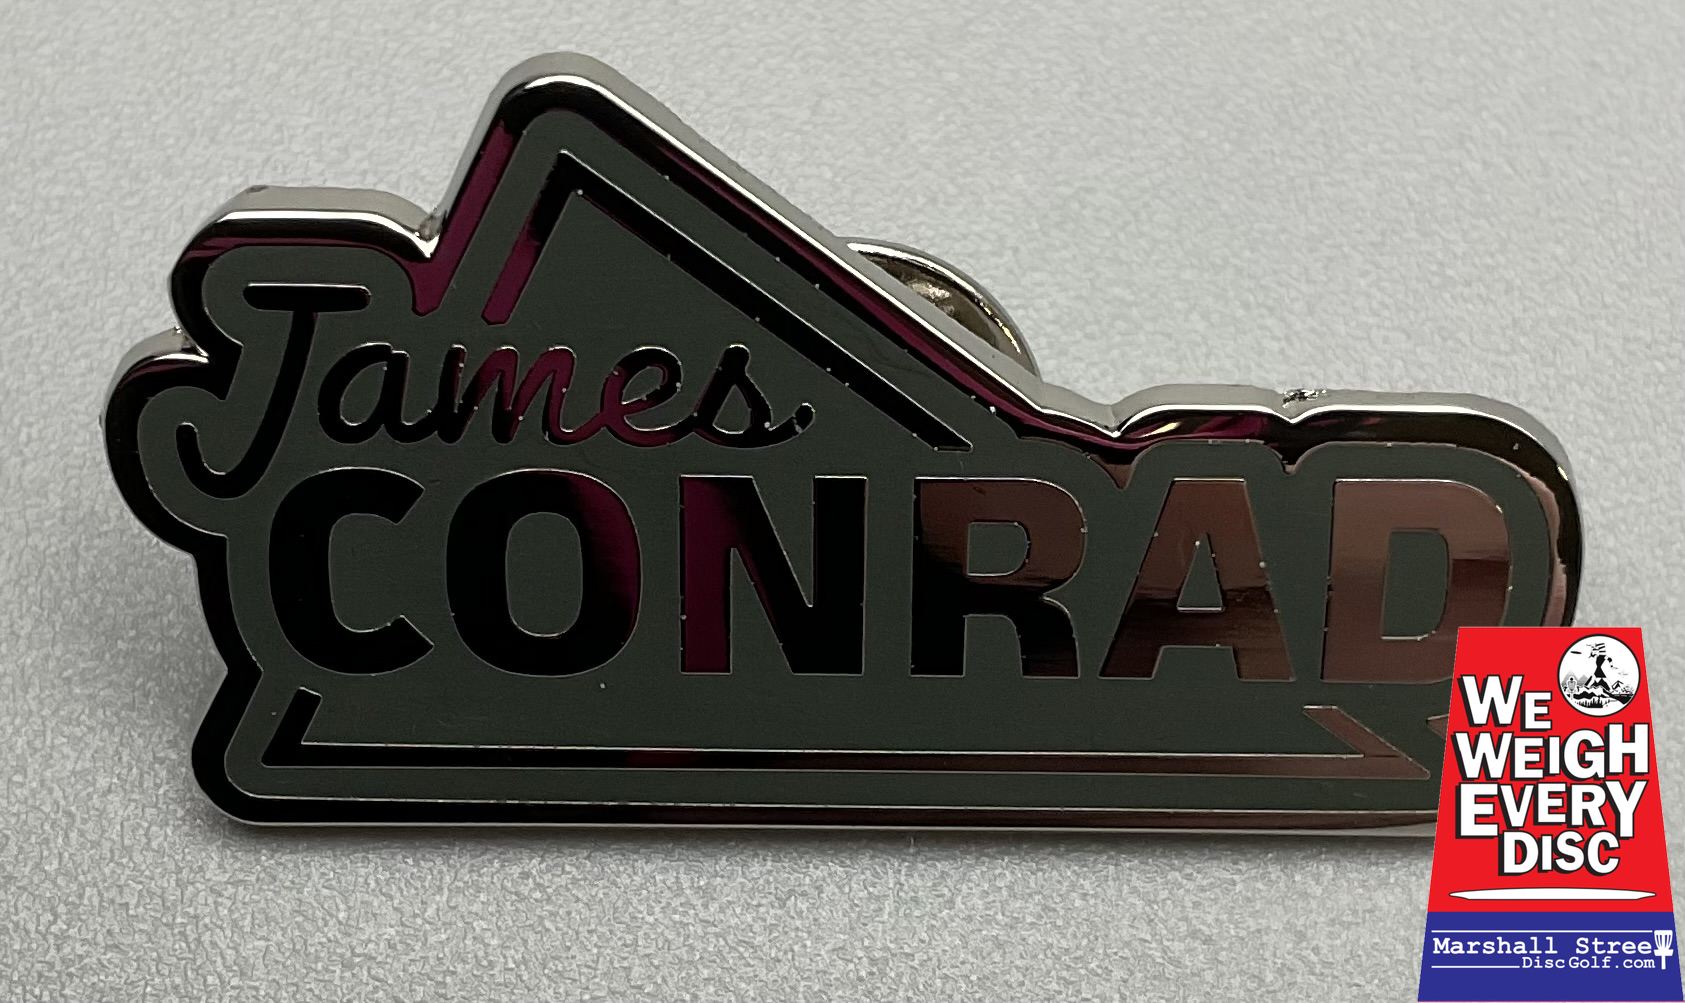 James
CONRAD
WE
WEIGH
EVERY
DISC
Marshall Stree
DiscGolf.com